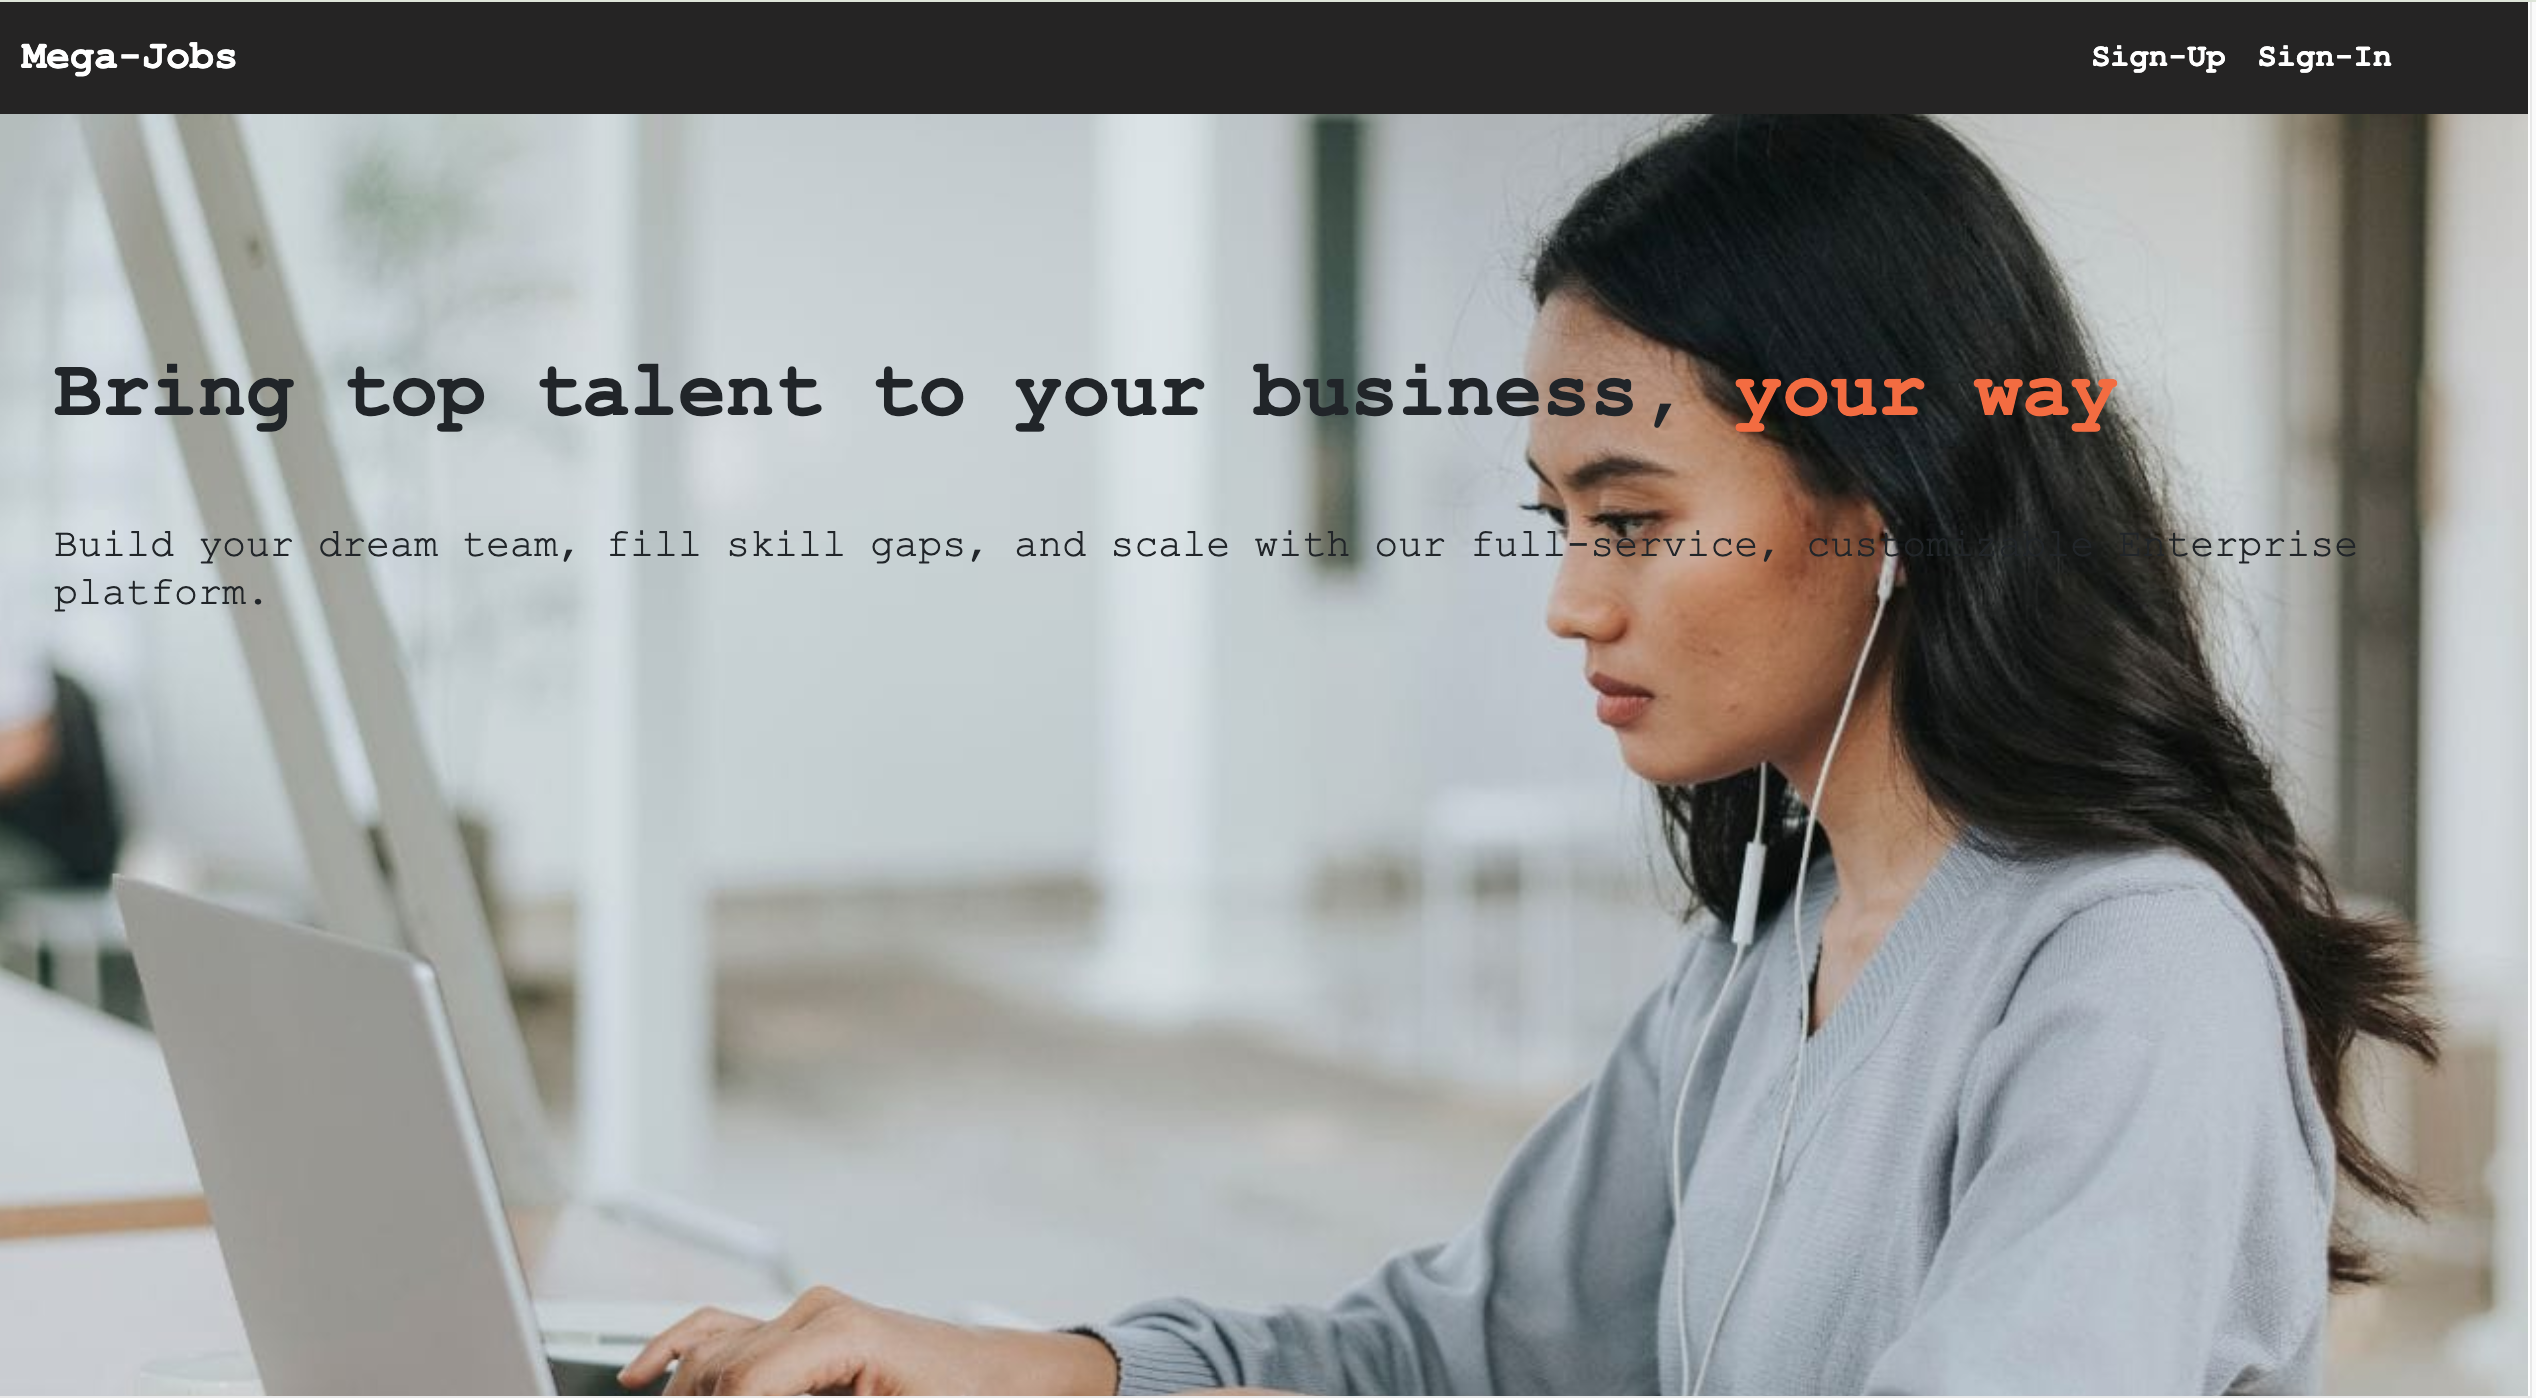 Mega-Jobs
Sign-Up Sign-In
Bring top talent to your business, your way
Build your dream team, fill skill gaps, and scale with our full-service, customizable Enterprise
platform.